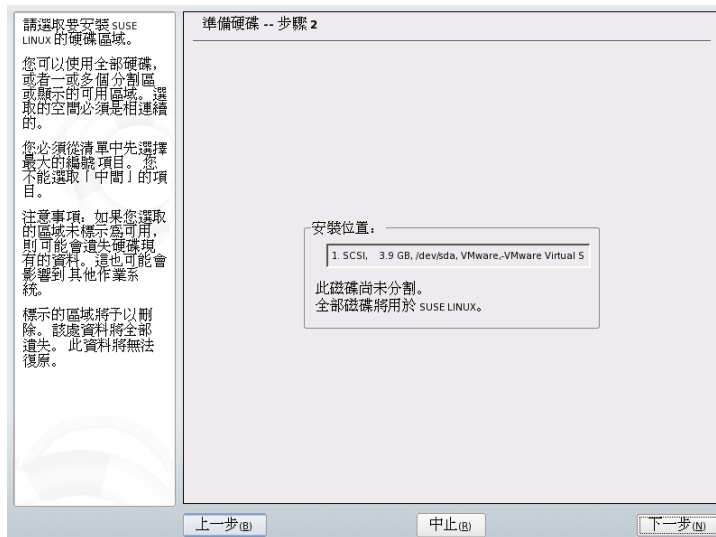 請選取要安裝 SUSE
LINUX 的硬碟區域。
您可以使用全部硬碟，
或者一或多個分割區
或顯示的可用區域。選
取的空間必須是相連續
的。
您必須從清單中先選擇
最大的編號項目。您
不能選取「中間」的項
目。
注意事項：如果您選取
的區域未標示為可用，
則可能會遺失硬碟現
有的資料。這也可能會
影響到 其他作業系
統。
標示的區域將予以刪
除。該處資料將全部
遺失。此資料將無法
復原。
準備硬碟 -- 步驟 2
安裝位置：
1. SCSI, 3.9 GB, /dev/sda, VMware,-VMware Virtual S
此磁碟尚未分割。
全部磁碟將用於 SUSE LINUX。
上一步(B)
中止(R)
下一步(N)